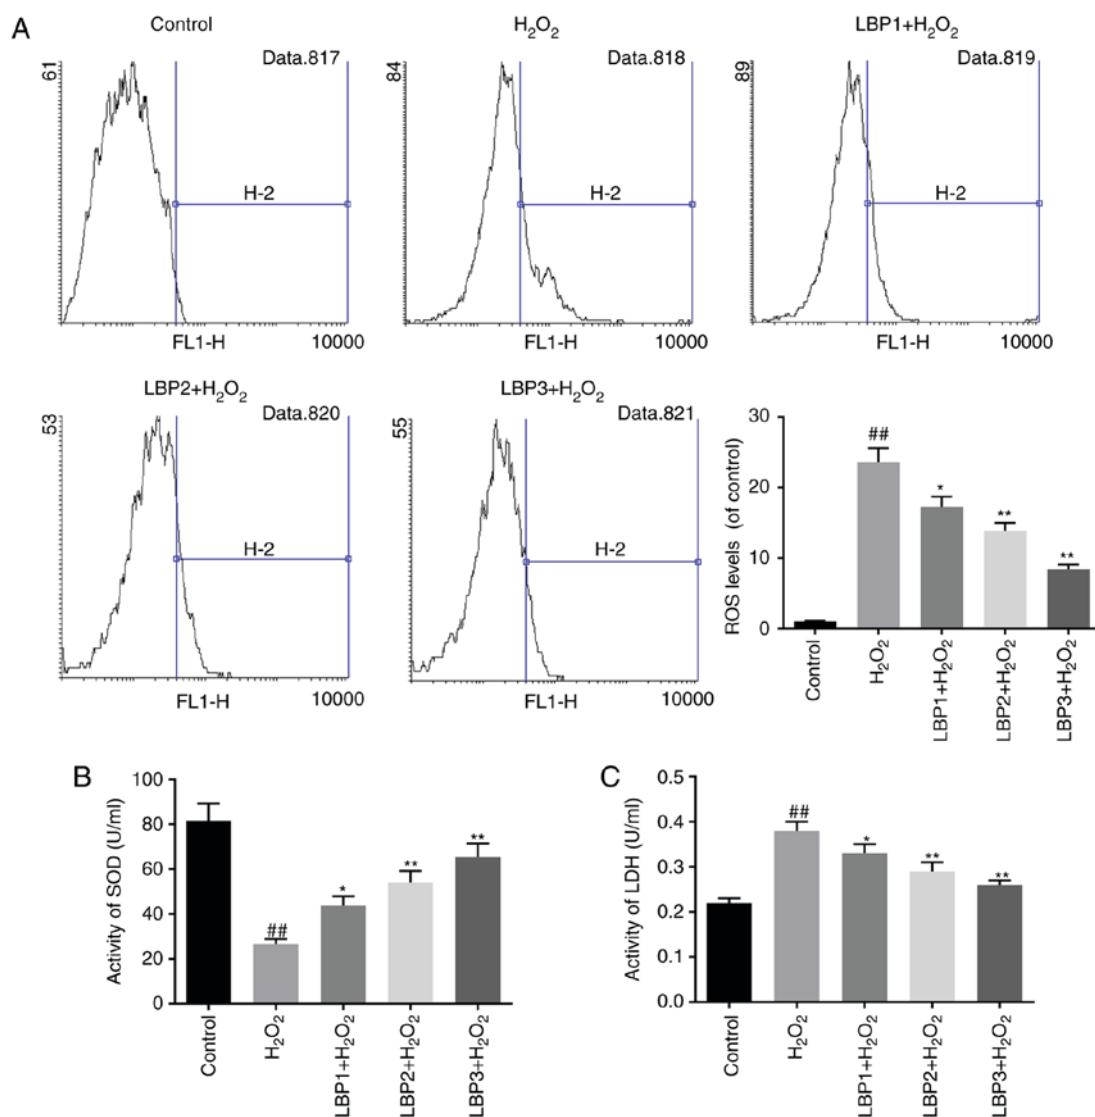 A
Control
61
Data.817
H-2
FL1-H
10000
H₂O₂
84
Data.818
H-2
FL1-H
10000
LBP1+H₂O₂
89
Data.819
H-2
FL1-H
10000
LBP2+H₂O₂
53
Data.820
H-2
FL1-H
10000
LBP3+H₂O₂
55
Data.821
H-2
FL1-H
10000
ROS levels (of control)
30
20
10
0
##
*
**
**
Control
H₂O₂
LBP1+H₂O₂
LBP2+H₂O₂
LBP3+H₂O₂
B
Activity of SOD (U/ml)
100
80
60
40
20
0
##
*
**
**
Control
H₂O₂
LBP1+H₂O₂
LBP2+H₂O₂
LBP3+H₂O₂
C
Activity of LDH (U/ml)
0.5
0.4
0.3
0.2
0.1
0.0
##
*
**
**
Control
H₂O₂
LBP1+H₂O₂
LBP2+H₂O₂
LBP3+H₂O₂